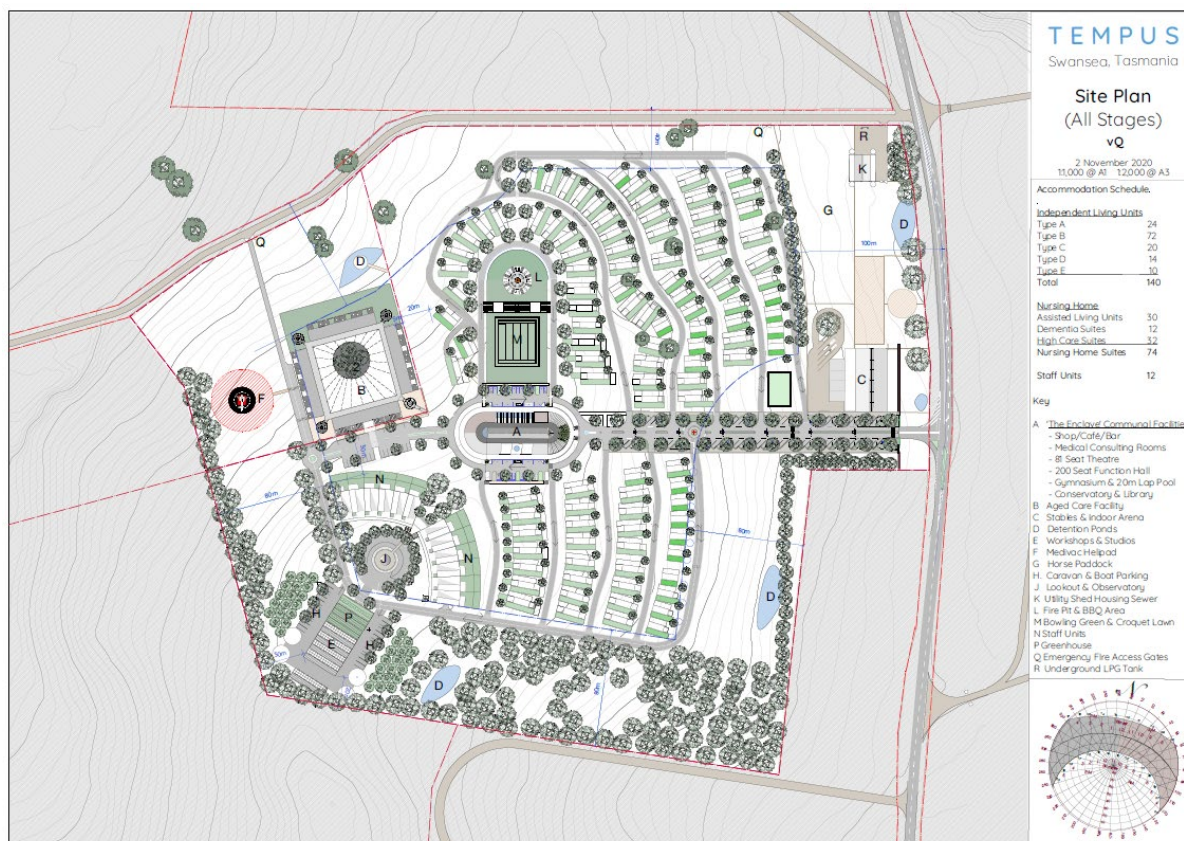 TEMPUS
Swansea, Tasmania
Site Plan
(All Stages)
vQ
2 November 2020
1:1,000 @ A1 1:2,000 @ A3
Accommodation Schedule.
Independent Living Units
Type A 24
Type B 72
Type C 20
Type D 14
Type E 10
Total 140
Nursing Home
Assisted Living Units 30
Dementia Suites 12
High Care Suites 32
Nursing Home Suites 74
Staff Units 12
Key
A 'The Enclave' Communal Facilitie
- Shop/Café/Bar
- Medical Consulting Rooms
- 81 Seat Theatre
- 200 Seat Function Hall
- Gymnasium & 20m Lap Pool
- Conservatory & Library
B Aged Care Facility
C Stables & Indoor Arena
D Detention Ponds
E Workshops & Studios
F Medivac Helipad
G Horse Paddock
H. Caravan & Boat Parking
J Lookout & Observatory
K Utility Shed Housing Sewer
L Fire Pit & BBQ Area
M Bowling Green & Croquet Lawn
N Staff Units
P Greenhouse
Q Emergency Fire Access Gates
R Underground LPG Tank
Q
R
40m
K
G
D
Q
100m
D
L
20m
M
B
C
F
A
80m
N
80m
N
J
D
H
P
E
H
50m
D
80m